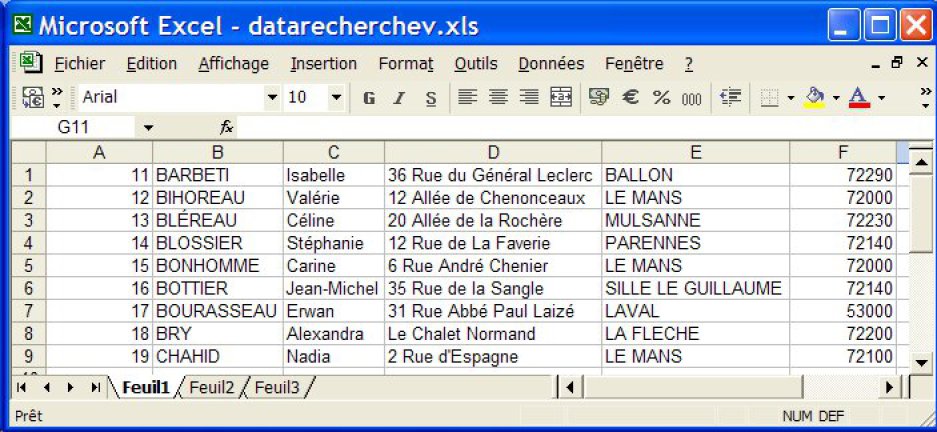 Microsoft Excel - datarecherchev.xls
Fichier Edition Affichage Insertion Format Outils Données Fenêtre ?
Arial 10 G I S € % 000 A
G11 fx
A B C D E F
1 11 BARBETI Isabelle 36 Rue du Général Leclerc BALLON 72290
2 12 BIHOREAU Valérie 12 Allée de Chenonceaux LE MANS 72000
3 13 BLÉREAU Céline 20 Allée de la Rochère MULSANNE 72230
4 14 BLOSSIER Stéphanie 12 Rue de La Faverie PARENNES 72140
5 15 BONHOMME Carine 6 Rue André Chenier LE MANS 72000
6 16 BOTTIER Jean-Michel 35 Rue de la Sangle SILLE LE GUILLAUME 72140
7 17 BOURASSEAU Erwan 31 Rue Abbé Paul Laizé LAVAL 53000
8 18 BRY Alexandra Le Chalet Normand LA FLECHE 72200
9 19 CHAHID Nadia 2 Rue d'Espagne LE MANS 72100
Feuil1 Feuil2 Feuil3
Prêt NUM DEF